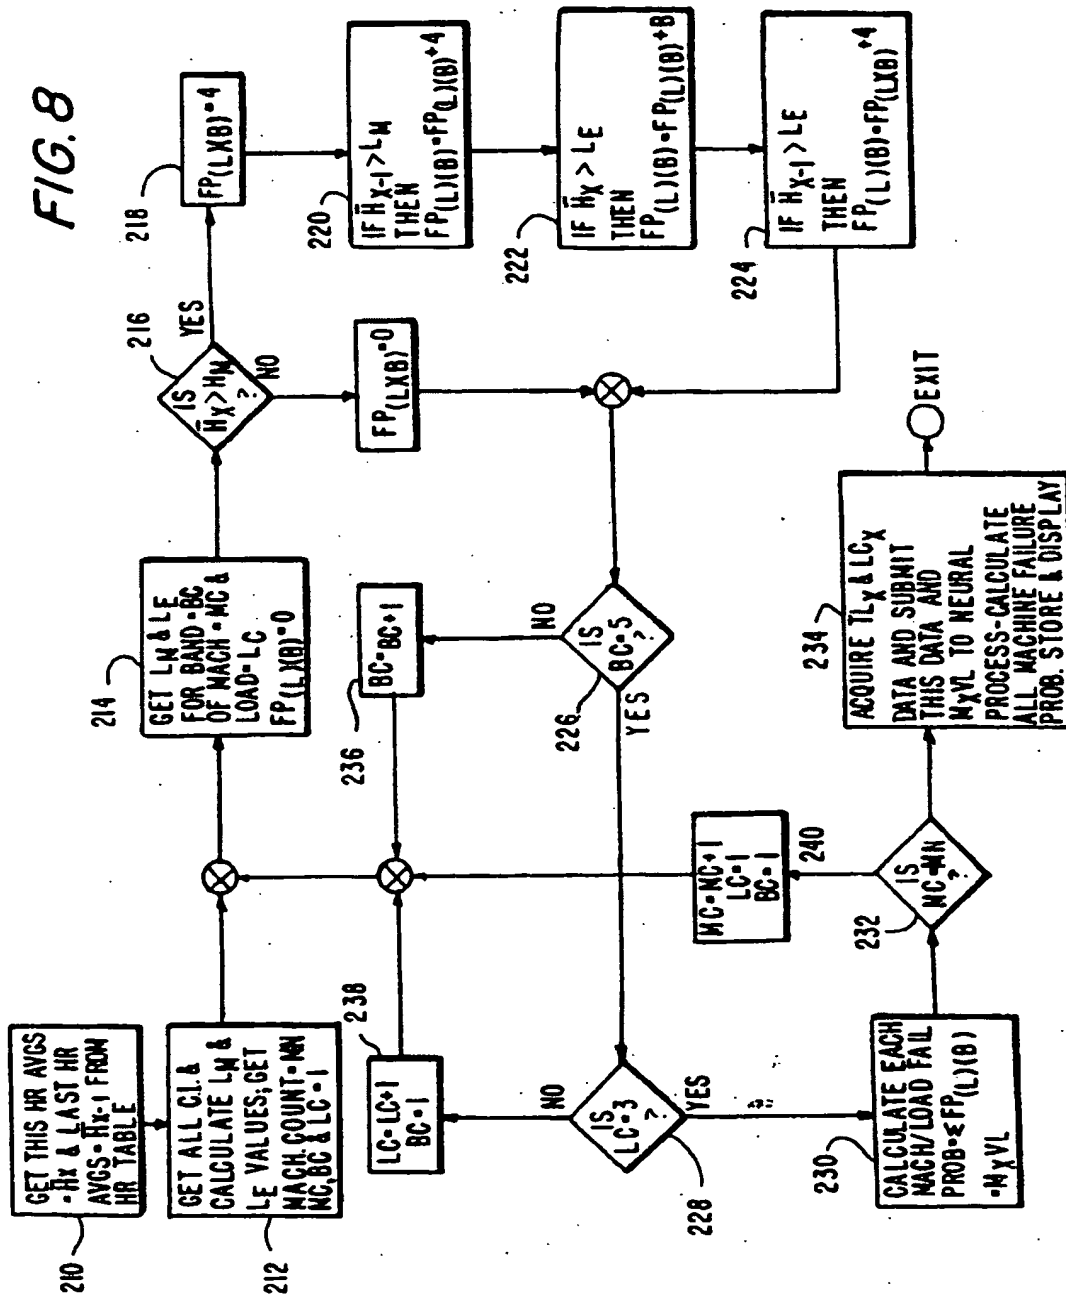 FIG. 8
GET THIS HR AVGS
= H̄X & LAST HR
AVGS = H̄X-1 FROM
HR TABLE
210
GET ALL C.I. &
CALCULATE LM &
LE VALUES; GET
MACH. COUNT=MN
MC, BC & LC = 1
212
214
GET LM & LE
FOR BAND = BC
OF MACH = MC &
LOAD = LC
FP(L)(B) = 0
216
IS
H̄X > HM
?
YES
NO
218
FP(L)(B) = 4
FP(L)(B) = 0
220
IF H̄X-1 > LM
THEN
FP(L)(B) = FP(L)(B) +4
222
IF H̄X > LE
THEN
FP(L)(B) = FP(L)(B) +B
224
IF H̄X-1 > LE
THEN
FP(L)(B) = FP(L)(B) +4
226
IS
BC = 5
?
NO
YES
236
BC = BC + 1
228
IS
LC = 3
?
NO
YES
238
LC = LC + 1
BC = 1
230
CALCULATE EACH
MACH/LOAD FAIL
PROB = ΣFP(L)(B)
= MXVL
232
IS
MC = MN
?
240
MC = MC + 1
LC = 1
BC = 1
234
ACQUIRE TLX & LCX
DATA AND SUBMIT
THIS DATA AND
MXVL TO NEURAL
PROCESS-CALCULATE
ALL MACHINE FAILURE
PROB. STORE & DISPLAY
EXIT